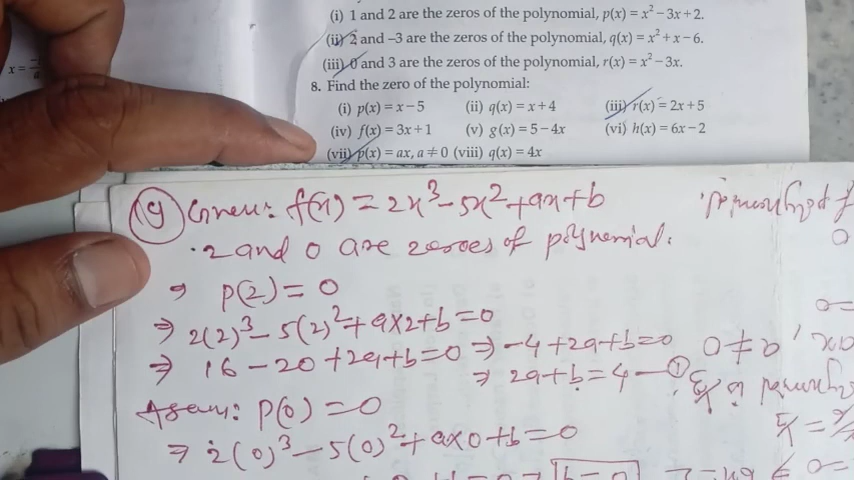 (i) 1 and 2 are the zeros of the polynomial, p(x) = x² − 3x + 2.
(ii) 2 and −3 are the zeros of the polynomial, q(x) = x² + x − 6.
(iii) 0 and 3 are the zeros of the polynomial, r(x) = x² − 3x.
8. Find the zero of the polynomial:
(i) p(x) = x − 5 (ii) q(x) = x + 4 (iii) r(x) = 2x + 5
(iv) f(x) = 3x + 1 (v) g(x) = 5 − 4x (vi) h(x) = 6x − 2
(vii) p(x) = ax, a ≠ 0 (viii) q(x) = 4x
Given: f(x) = 2x³ − 5x² + ax + b
2 and 0 are zeroes of polynomial.
⇒ P(2) = 0
⇒ 2(2)³ − 5(2)² + a×2 + b = 0
⇒ 16 − 20 + 2a + b = 0 ⇒ −4 + 2a + b = 0
⇒ 2a + b = 4 — ①
Again: P(0) = 0
⇒ 2(0)³ − 5(0)² + a×0 + b = 0